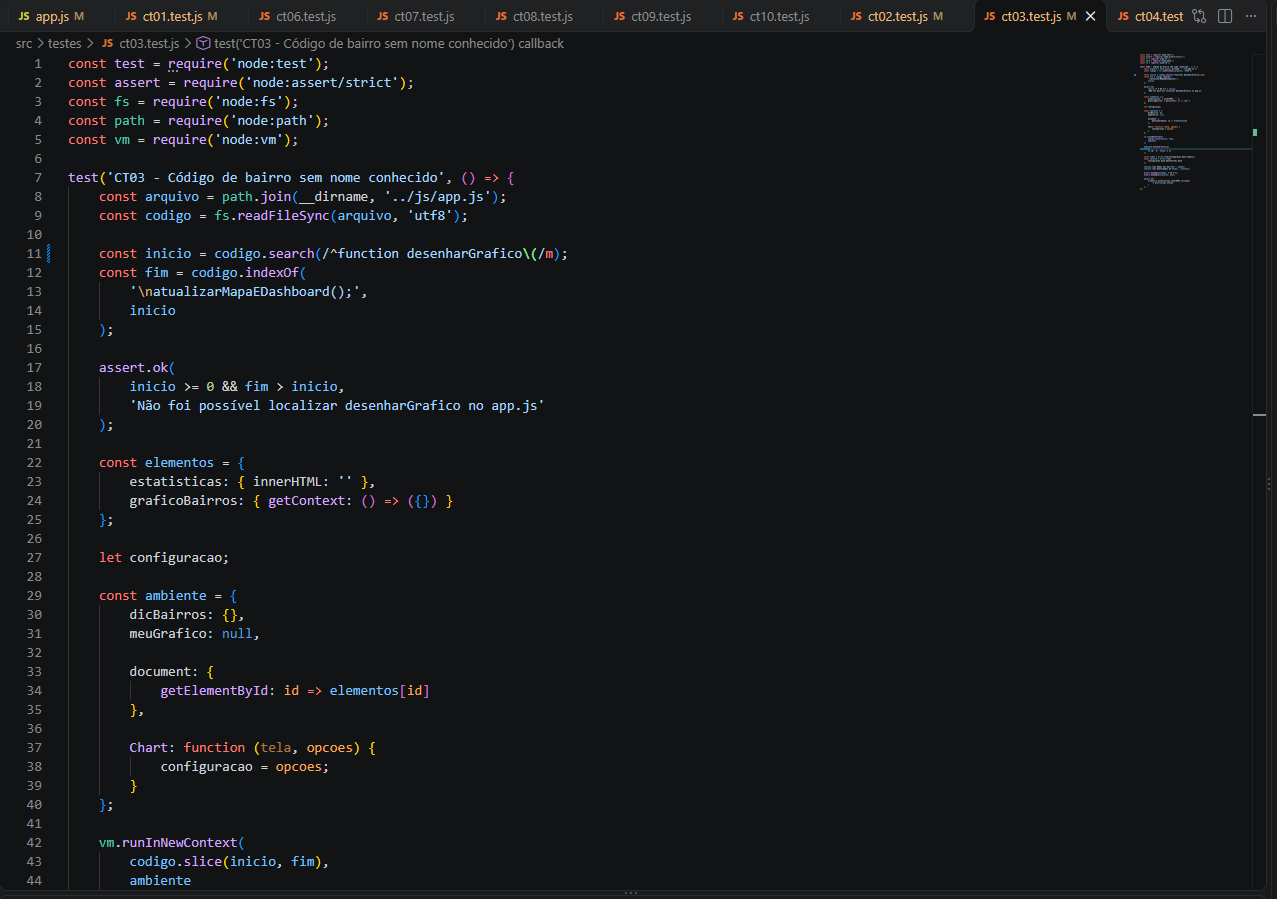 JS app.js M JS ct01.test.js M JS ct06.test.js JS ct07.test.js JS ct08.test.js JS ct09.test.js JS ct10.test.js JS ct02.test.js M JS ct03.test.js M JS ct04.test
src > testes > JS ct03.test.js > test('CT03 - Código de bairro sem nome conhecido') callback
1 const test = require('node:test');
2 const assert = require('node:assert/strict');
3 const fs = require('node:fs');
4 const path = require('node:path');
5 const vm = require('node:vm');
6
7 test('CT03 - Código de bairro sem nome conhecido', () => {
8     const arquivo = path.join(__dirname, '../js/app.js');
9     const codigo = fs.readFileSync(arquivo, 'utf8');
10
11     const inicio = codigo.search(/^function desenharGrafico\(/m);
12     const fim = codigo.indexOf(
13         '\natualizarMapaEDashboard();',
14         inicio
15     );
16
17     assert.ok(
18         inicio >= 0 && fim > inicio,
19         'Não foi possível localizar desenharGrafico no app.js'
20     );
21
22     const elementos = {
23         estatisticas: { innerHTML: '' },
24         graficoBairros: { getContext: () => ({}) }
25     };
26
27     let configuracao;
28
29     const ambiente = {
30         dicBairros: {},
31         meuGrafico: null,
32
33         document: {
34             getElementById: id => elementos[id]
35         },
36
37         Chart: function (tela, opcoes) {
38             configuracao = opcoes;
39         }
40     };
41
42     vm.runInNewContext(
43         codigo.slice(inicio, fim),
44         ambiente